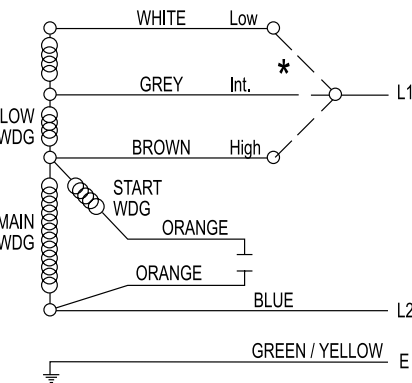 WHITE Low
*
GREY Int.
L1
LOW
WDG
BROWN High
START
WDG
MAIN
WDG
ORANGE
ORANGE
BLUE
L2
GREEN / YELLOW
E